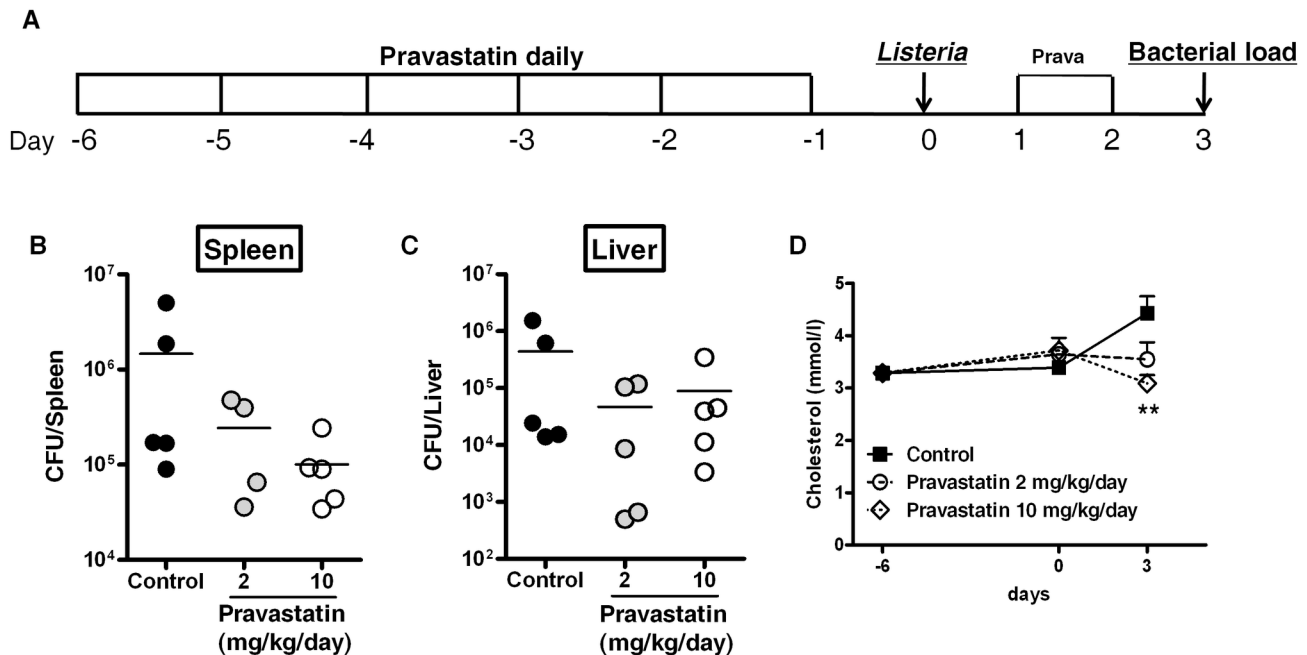 A
Pravastatin daily
Listeria
Prava
Bacterial load
Day -6 -5 -4 -3 -2 -1 0 1 2 3
B
Spleen
CFU/Spleen
10⁷
10⁶
10⁵
10⁴
Control 2 10
Pravastatin
(mg/kg/day)
C
Liver
CFU/Liver
10⁷
10⁶
10⁵
10⁴
10³
10²
Control 2 10
Pravastatin
(mg/kg/day)
D
Cholesterol (mmol/l)
5
4
3
2
1
0
**
Control
Pravastatin 2 mg/kg/day
Pravastatin 10 mg/kg/day
-6 0 3
days